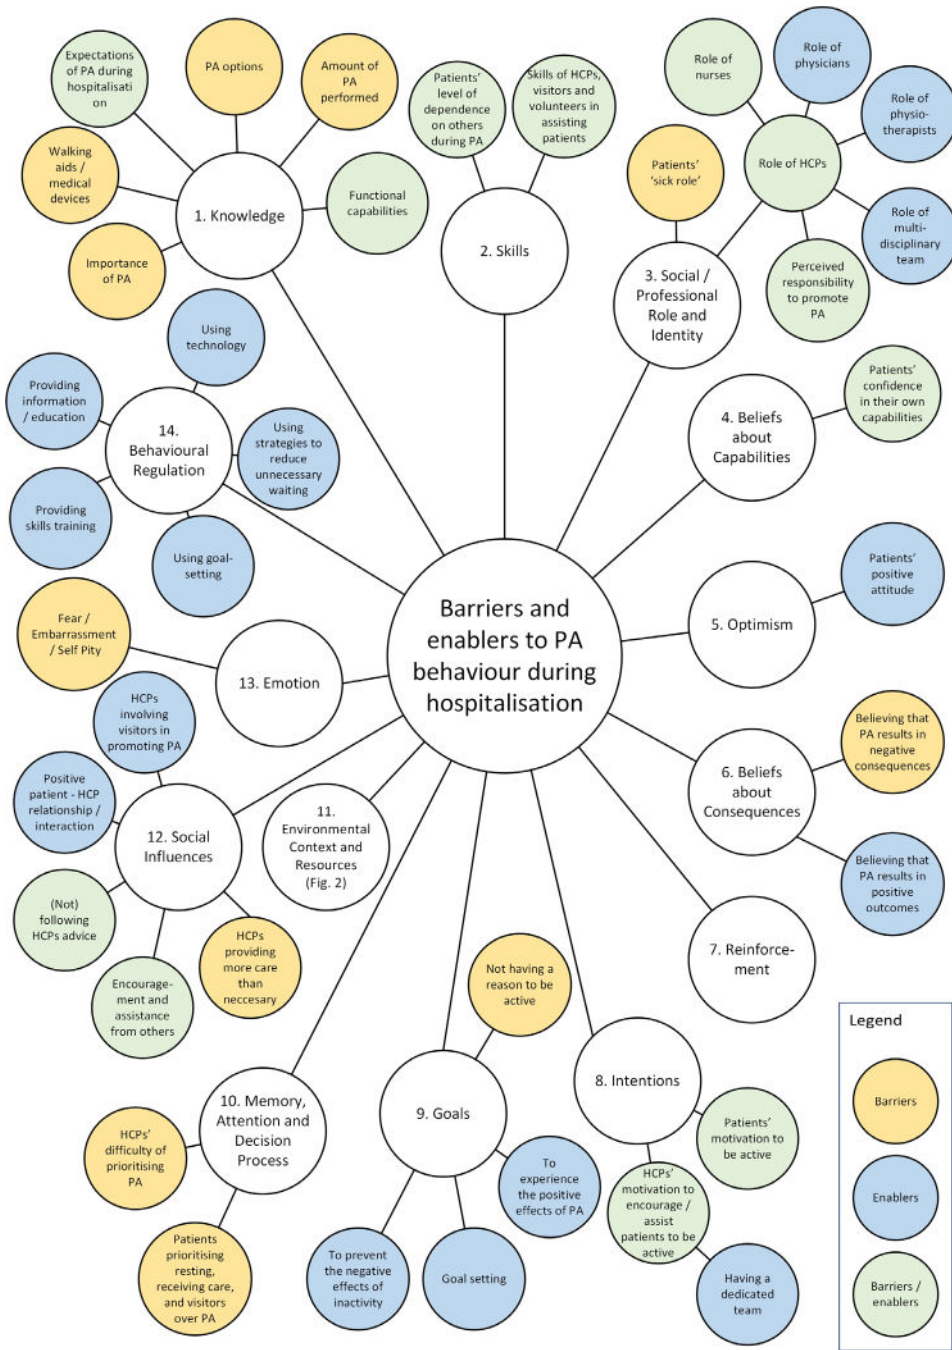 Expectations
of PA during
hospitalisati
on
PA options
Amount of
PA
performed
Walking
aids /
medical
devices
1. Knowledge
Functional
capabilities
Importance
of PA
Patients'
level of
dependence
on others
during PA
Skills of HCPs,
visitors and
volunteers in
assisting
patients
2. Skills
Role of
nurses
Role of
physicians
Role of
physio-
therapists
Role of HCPs
Patients'
'sick role'
Role of
multi-
disciplinary
team
Perceived
responsibility
to promote
PA
3. Social /
Professional
Role and
Identity
Using
technology
Providing
information
/ education
14.
Behavioural
Regulation
Using
strategies to
reduce
unnecessary
waiting
Providing
skills training
Using goal-
setting
4. Beliefs
about
Capabilities
Patients'
confidence
in their own
capabilities
Barriers and
enablers to PA
behaviour during
hospitalisation
5. Optimism
Patients'
positive
attitude
Fear /
Embarrassment
/ Self Pity
13. Emotion
HCPs
involving
visitors in
promoting PA
Positive
patient - HCP
relationship /
interaction
12. Social
Influences
(Not)
following
HCPs advice
Encourage-
ment and
assistance
from others
HCPs
providing
more care
than
neccesary
11.
Environmental
Context and
Resources
(Fig. 2)
6. Beliefs
about
Consequences
Believing that
PA results in
negative
consequences
Believing that
PA results in
positive
outcomes
7. Reinforce-
ment
Not having a
reason to be
active
8. Intentions
Patients'
motivation to
be active
HCPs'
motivation to
encourage /
assist
patients to be
active
Having a
dedicated
team
9. Goals
To
experience
the positive
effects of PA
To prevent
the negative
effects of
inactivity
Goal setting
10. Memory,
Attention and
Decision
Process
HCPs'
difficulty of
prioritising
PA
Patients
prioritising
resting,
receiving care,
and visitors
over PA
Legend
Barriers
Enablers
Barriers /
enablers